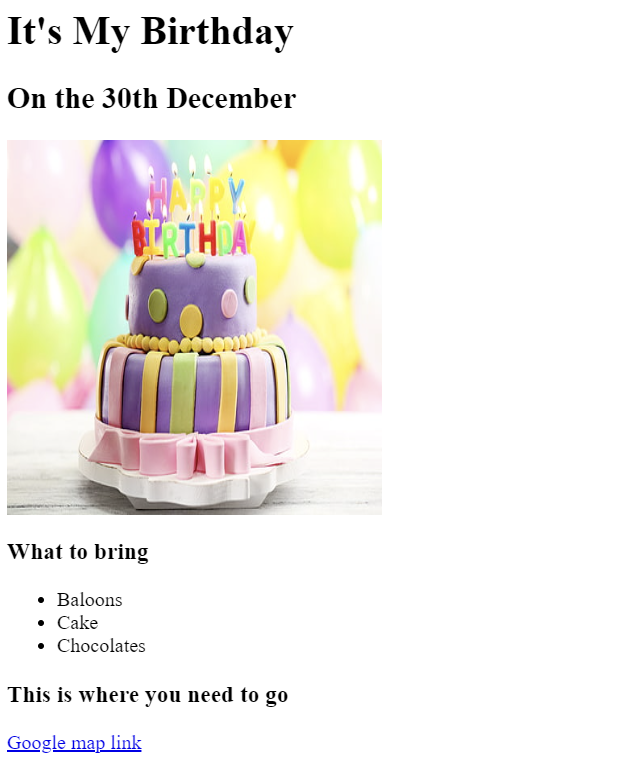 It's My Birthday
On the 30th December
HAPPY
BIRTHDAY
What to bring
Baloons
Cake
Chocolates
This is where you need to go
Google map link